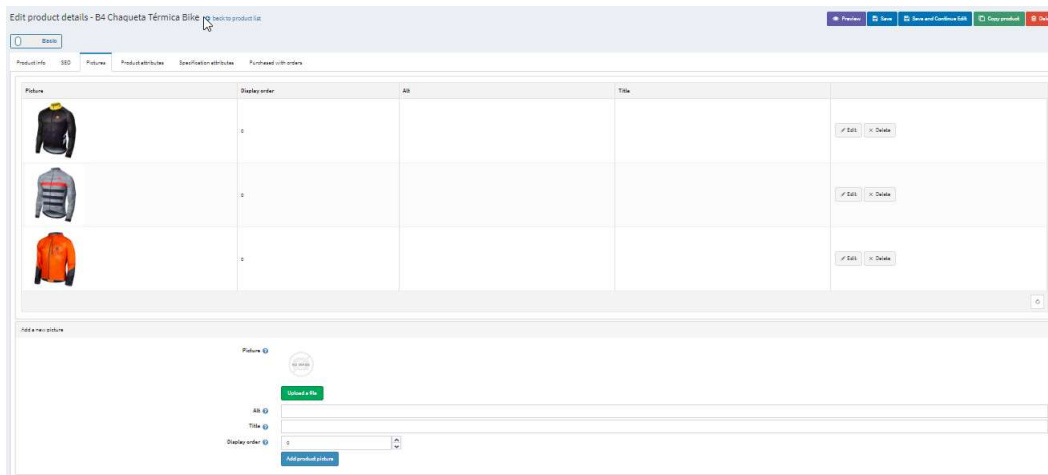 Edit product details - B4 Chaqueta Térmica Bike back to product list
Preview Save Save and Continue Edit Copy product
Basic
Product info SEO Pictures Product attributes Specification attributes Purchased with orders
Picture Display order Alt Title
0 Edit Delete
0 Edit Delete
0 Edit Delete
Add a new picture
Picture
NO IMAGE
Upload a file
Alt
Title
Display order 0
Add product picture